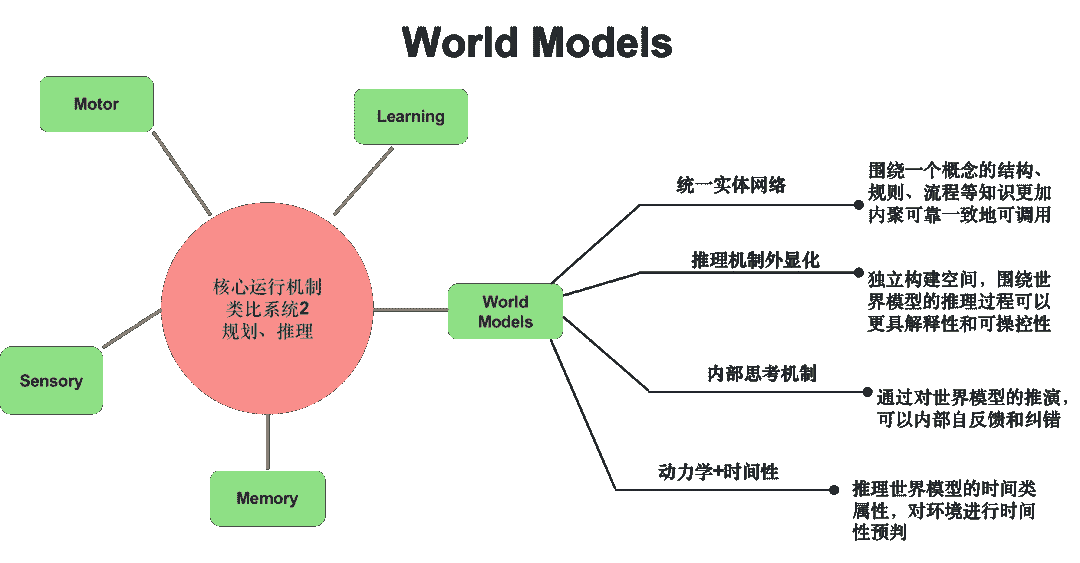 World Models
Motor
Learning
核心运行机制
类比系统2
规划、推理
Sensory
Memory
World
Models
统一实体网络
围绕一个概念的结构、
规则、流程等知识更加
内聚可靠一致地可调用
推理机制外显化
独立构建空间，围绕世
界模型的推理过程可以
更具解释性和可操控性
内部思考机制
通过对世界模型的推演，
可以内部自反馈和纠错
动力学+时间性
推理世界模型的时间类
属性，对环境进行时间
性预判